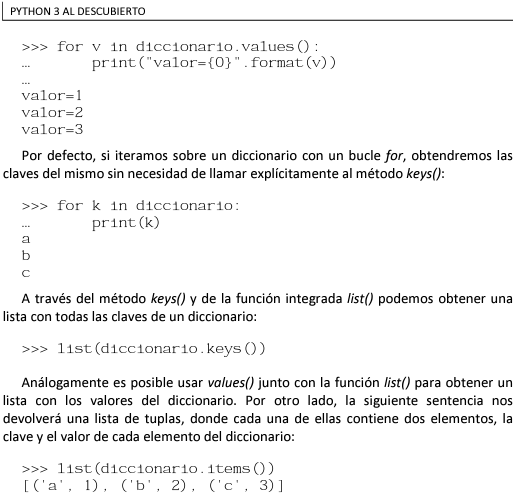 PYTHON 3 AL DESCUBIERTO
>>> for v in diccionario.values():
...     print("valor={0}".format(v))
...
valor=1
valor=2
valor=3
Por defecto, si iteramos sobre un diccionario con un bucle for, obtendremos las
claves del mismo sin necesidad de llamar explícitamente al método keys():
>>> for k in diccionario:
...     print(k)
a
b
c
A través del método keys() y de la función integrada list() podemos obtener una
lista con todas las claves de un diccionario:
>>> list(diccionario.keys())
Análogamente es posible usar values() junto con la función list() para obtener un
lista con los valores del diccionario. Por otro lado, la siguiente sentencia nos
devolverá una lista de tuplas, donde cada una de ellas contiene dos elementos, la
clave y el valor de cada elemento del diccionario:
>>> list(diccionario.items())
[('a', 1), ('b', 2), ('c', 3)]